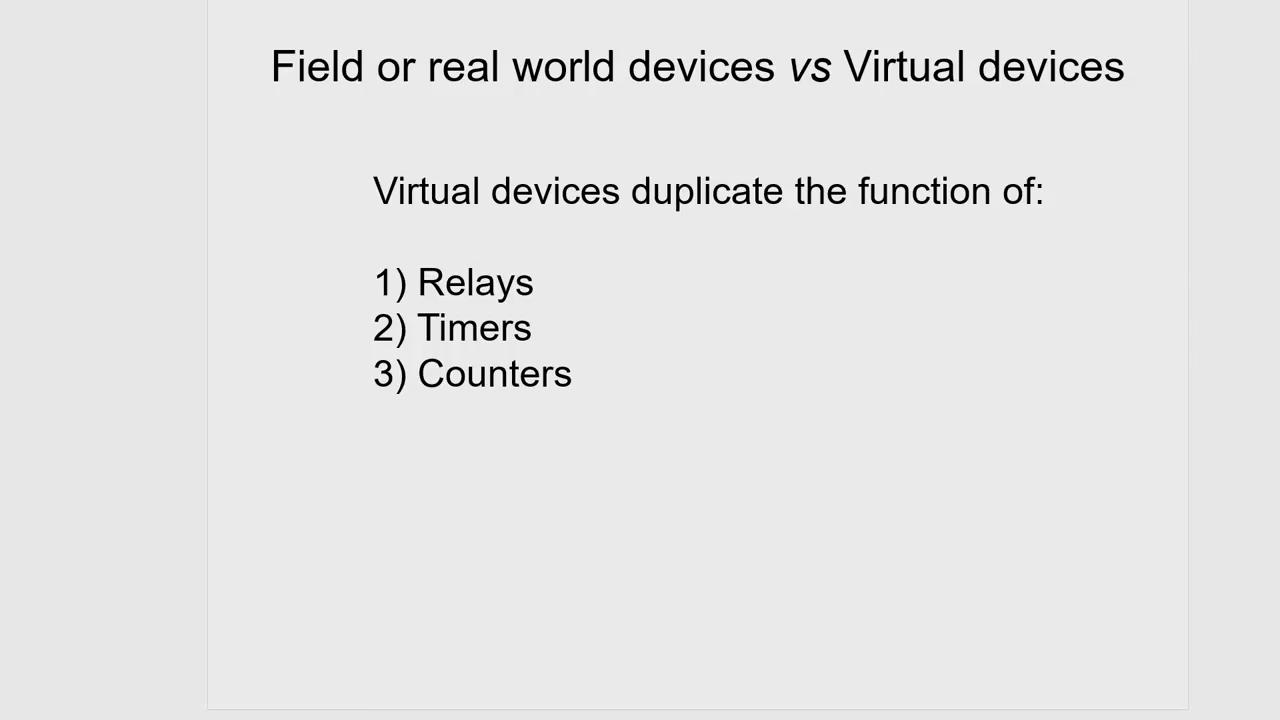 Field or real world devices vs Virtual devices
Virtual devices duplicate the function of:
1) Relays
2) Timers
3) Counters